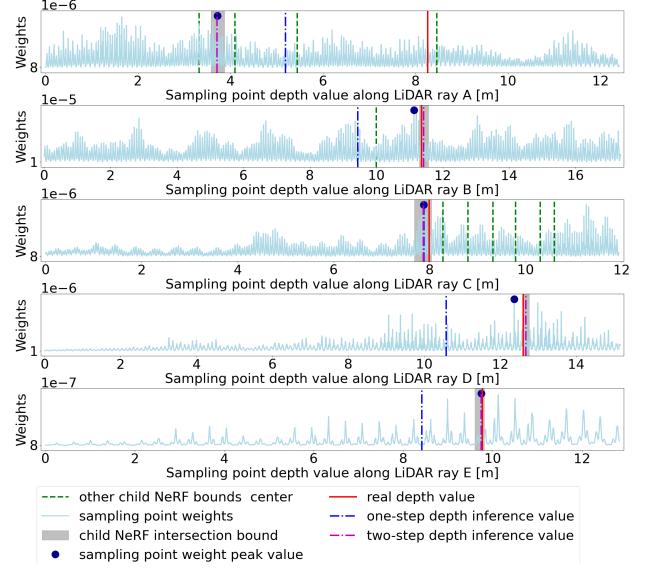 1e−6
Weights
8
0 2 4 6 8 10 12
Sampling point depth value along LiDAR ray A [m]
1e−5
Weights
1
0 2 4 6 8 10 12 14 16
Sampling point depth value along LiDAR ray B [m]
1e−6
Weights
8
0 2 4 6 8 10 12
Sampling point depth value along LiDAR ray C [m]
1e−6
Weights
1
0 2 4 6 8 10 12 14
Sampling point depth value along LiDAR ray D [m]
1e−7
Weights
8
0 2 4 6 8 10 12
Sampling point depth value along LiDAR ray E [m]
other child NeRF bounds center
sampling point weights
child NeRF intersection bound
sampling point weight peak value
real depth value
one-step depth inference value
two-step depth inference value